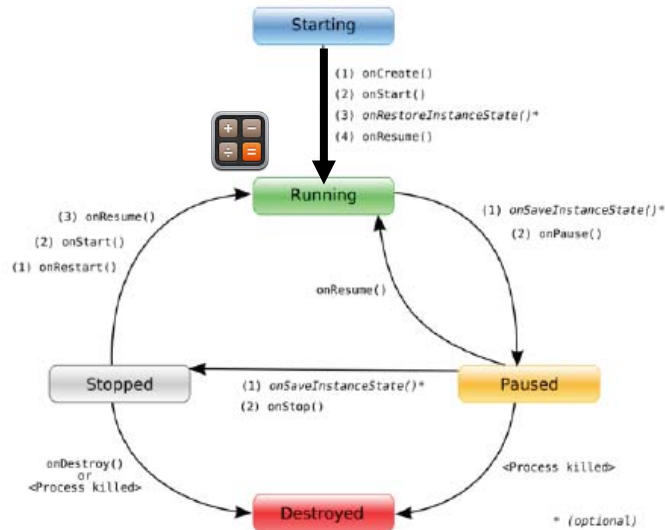 Starting
(1) onCreate()
(2) onStart()
(3) onRestoreInstanceState()*
(4) onResume()
+ −
÷ =
Running
(3) onResume()
(2) onStart()
(1) onRestart()
(1) onSaveInstanceState()*
(2) onPause()
onResume()
Stopped
(1) onSaveInstanceState()*
(2) onStop()
Paused
onDestroy()
or
<Process killed>
<Process killed>
Destroyed
* (optional)